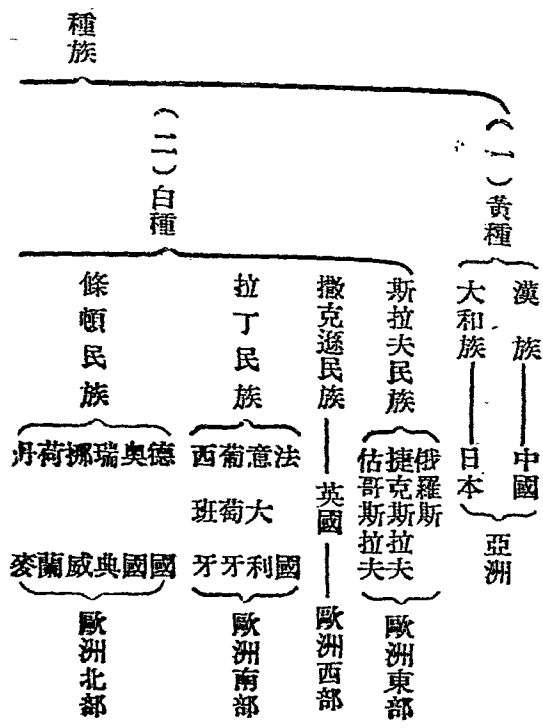 種族
(一)黃種
漢族
中國
大和族
日本
亞洲
(二)白種
斯拉夫民族
俄羅斯
捷克斯拉夫
估哥斯拉夫
歐洲東部
撒克遜民族
英國
歐洲西部
拉丁民族
法國
意大利
葡萄牙
西班牙
歐洲南部
條頓民族
德國
奧國
瑞典
挪威
荷蘭
丹麥
歐洲北部